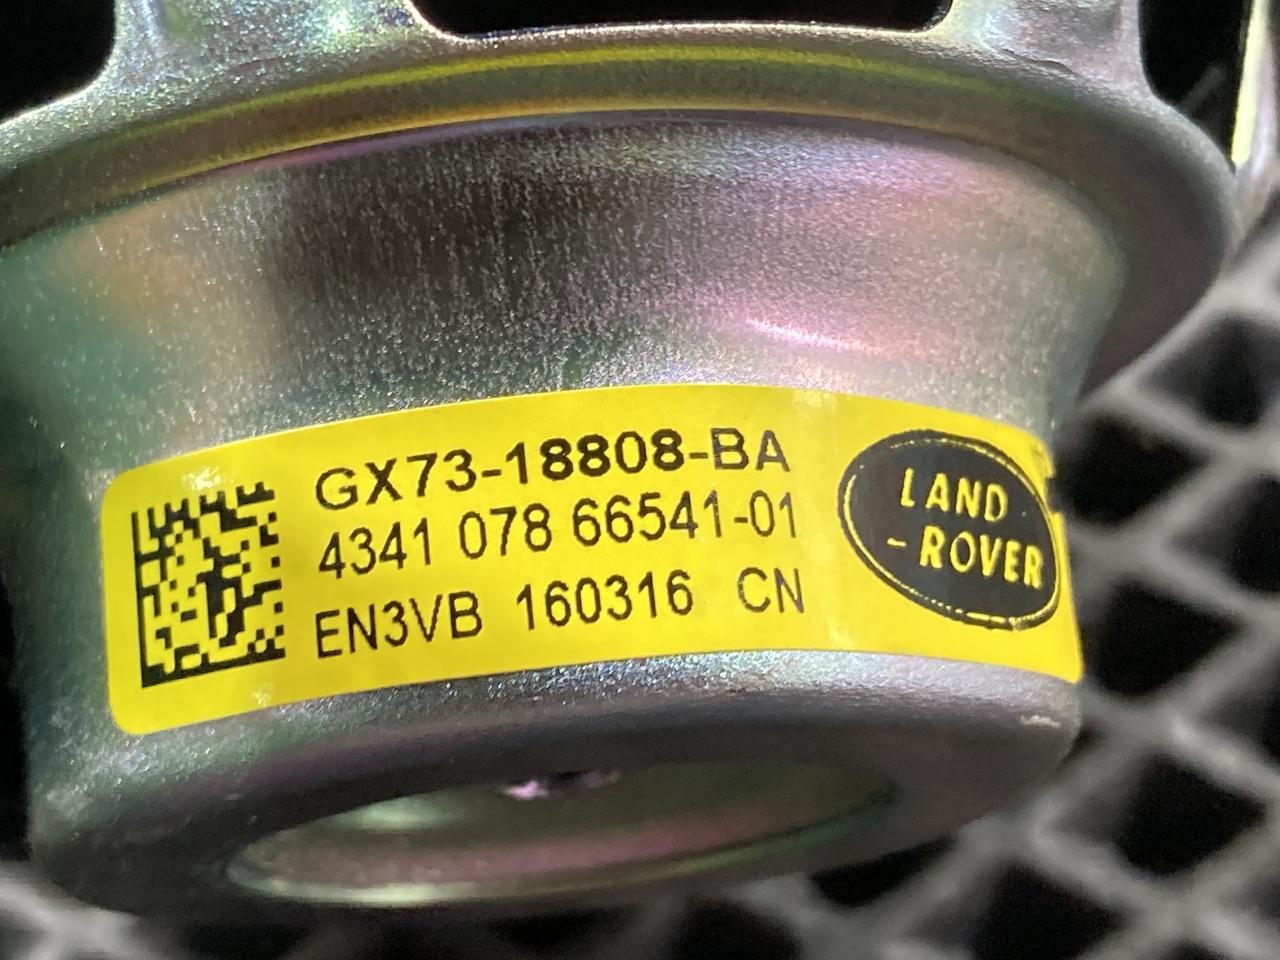 GX73-18808-BA
4341 078 66541-01
EN3VB 160316 CN
LAND
-ROVER